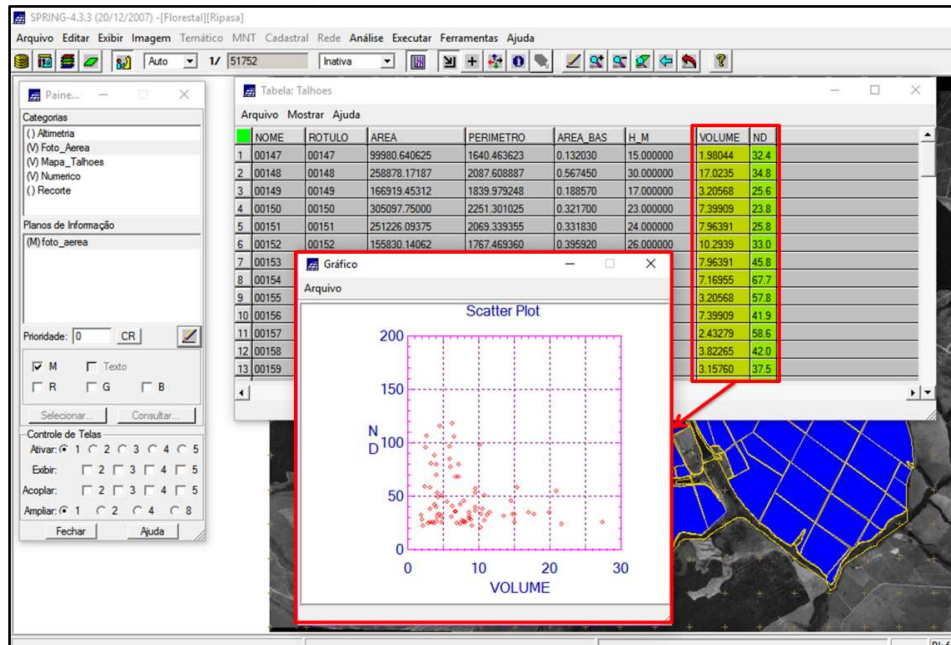 SPRING-4.3.3 (20/12/2007) -[Florestal][Ripasa]
Arquivo Editar Exibir Imagem Temático MNT Cadastral Rede Análise Executar Ferramentas Ajuda
Auto 1/ 51752 Inativa
Paine...
Categorias
() Altimetria
(V) Foto_Aerea
(V) Mapa_Talhoes
(V) Numerico
() Recorte
Planos de Informação
(M) foto_aerea
Prioridade: 0 CR
M Texto
R G B
Selecionar... Consultar...
Controle de Telas
Ativar: 1 2 3 4 5
Exibir: 2 3 4 5
Acoplar: 2 3 4 5
Ampliar: 1 2 4 8
Fechar Ajuda
Tabela: Talhoes
Arquivo Mostrar Ajuda
NOME ROTULO AREA PERIMETRO AREA_BAS H_M VOLUME ND
1 00147 00147 99980.640625 1640.463623 0.132030 15.000000 1.98044 32.4
2 00148 00148 258878.17187 2087.608887 0.567450 30.000000 17.0235 34.8
3 00149 00149 166919.45312 1839.979248 0.188570 17.000000 3.20568 25.6
4 00150 00150 305097.75000 2251.301025 0.321700 23.000000 7.39909 23.8
5 00151 00151 251226.09375 2069.339355 0.331830 24.000000 7.96391 25.8
6 00152 00152 155830.14062 1767.469360 0.395920 26.000000 10.2939 33.0
7 00153 7.96391 45.8
8 00154 7.16955 67.7
9 00155 3.20568 57.8
10 00156 7.39909 41.9
11 00157 2.43279 58.6
12 00158 3.82265 42.0
13 00159 3.15760 37.5
Gráfico
Arquivo
Scatter Plot
200
150
ND
100
50
0
0 10 20 30
VOLUME